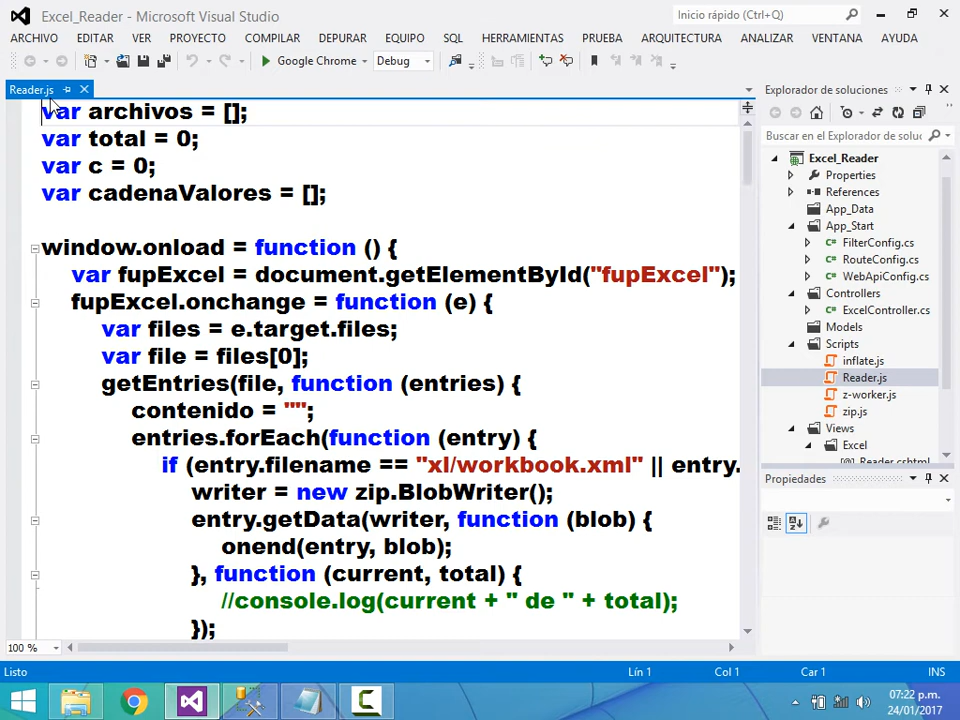 Excel_Reader - Microsoft Visual Studio
Inicio rápido (Ctrl+Q)
ARCHIVO EDITAR VER PROYECTO COMPILAR DEPURAR EQUIPO SQL HERRAMIENTAS PRUEBA ARQUITECTURA ANALIZAR VENTANA AYUDA
Google Chrome Debug
Reader.js
var archivos = [];
var total = 0;
var c = 0;
var cadenaValores = [];
window.onload = function () {
var fupExcel = document.getElementById("fupExcel");
fupExcel.onchange = function (e) {
var files = e.target.files;
var file = files[0];
getEntries(file, function (entries) {
contenido = "";
entries.forEach(function (entry) {
if (entry.filename == "xl/workbook.xml" || entry.
writer = new zip.BlobWriter();
entry.getData(writer, function (blob) {
onend(entry, blob);
}, function (current, total) {
//console.log(current + " de " + total);
});
100 %
Explorador de soluciones
Buscar en el Explorador de soluc
Excel_Reader
Properties
References
App_Data
App_Start
FilterConfig.cs
RouteConfig.cs
WebApiConfig.cs
Controllers
ExcelController.cs
Models
Scripts
inflate.js
Reader.js
z-worker.js
zip.js
Views
Excel
Reader.cshtml
Propiedades
Listo Lín 1 Col 1 Car 1 INS
07:22 p.m.
24/01/2017